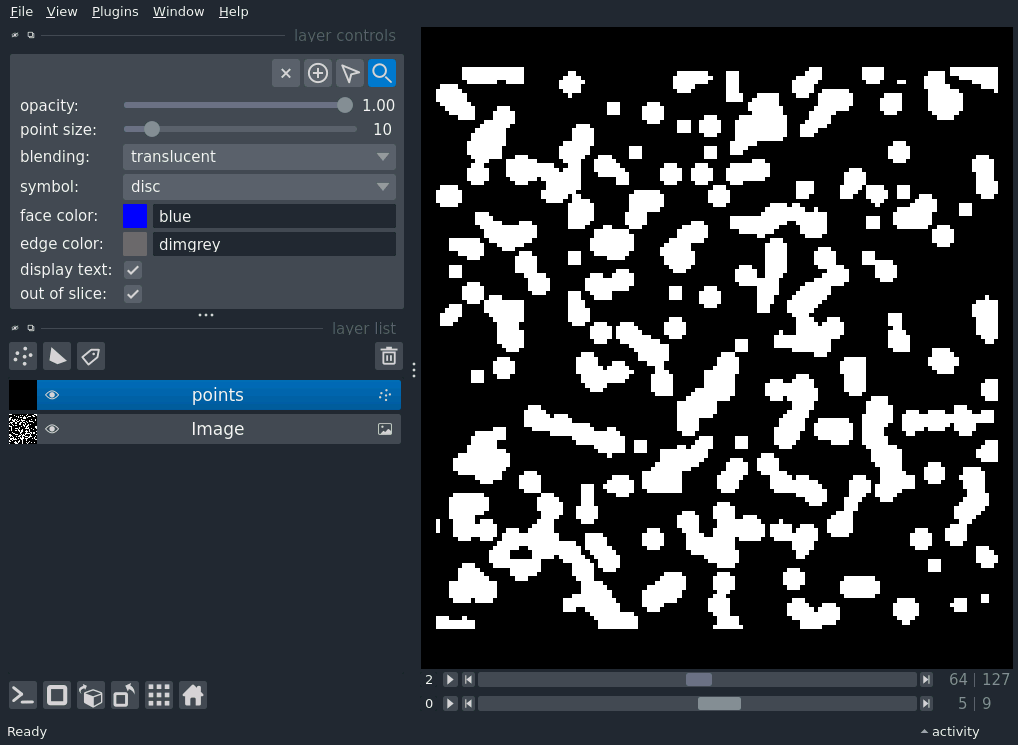 File View Plugins Window Help
layer controls
opacity: 1.00
point size: 10
blending: translucent
symbol: disc
face color: blue
edge color: dimgrey
display text:
out of slice:
layer list
points
Image
2 64 | 127
0 5 | 9
Ready activity